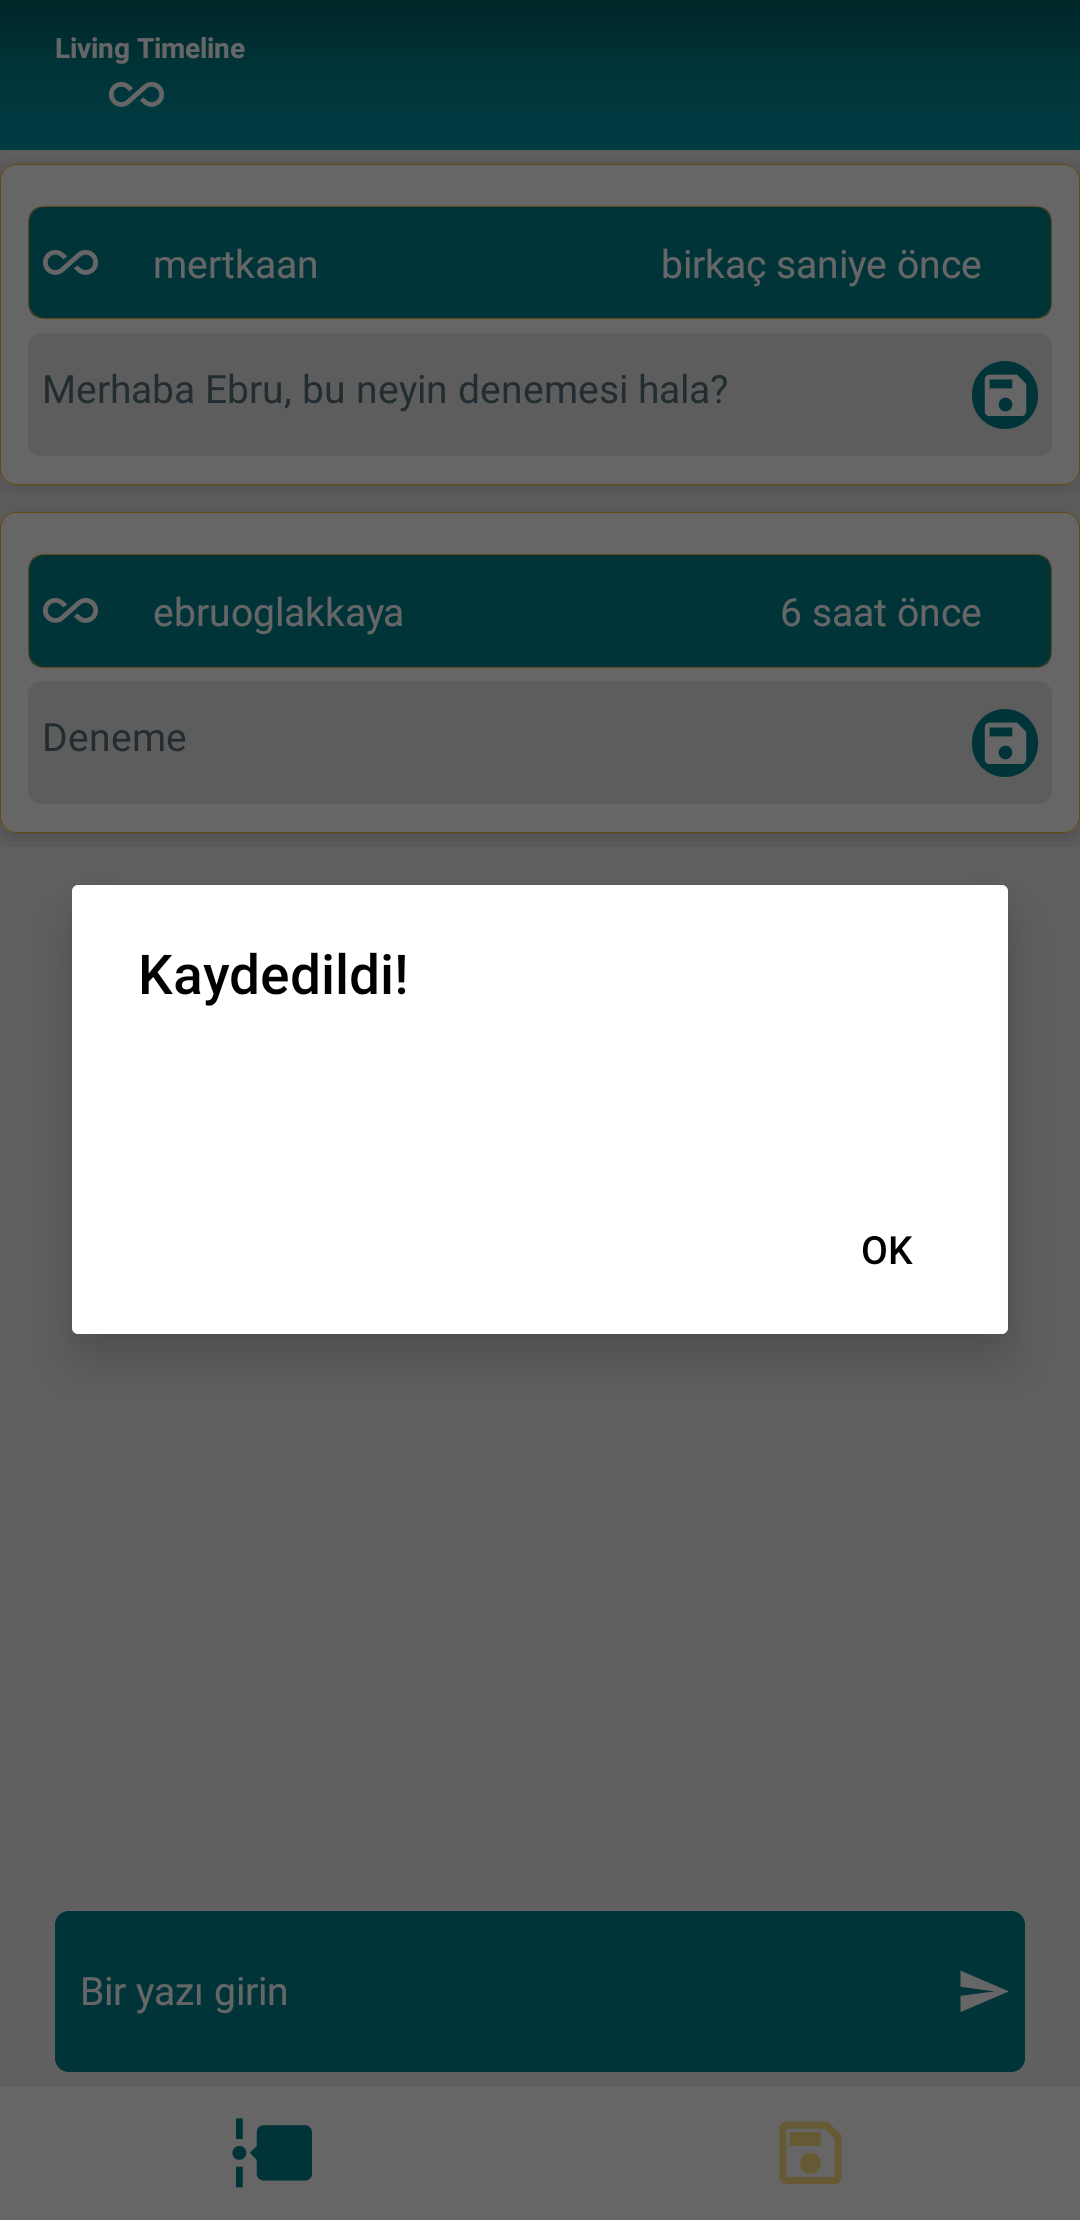 Living Timeline
mertkaan birkaç saniye önce
Merhaba Ebru, bu neyin denemesi hala?
ebruoglakkaya 6 saat önce
Deneme
Kaydedildi!
OK
Bir yazı girin